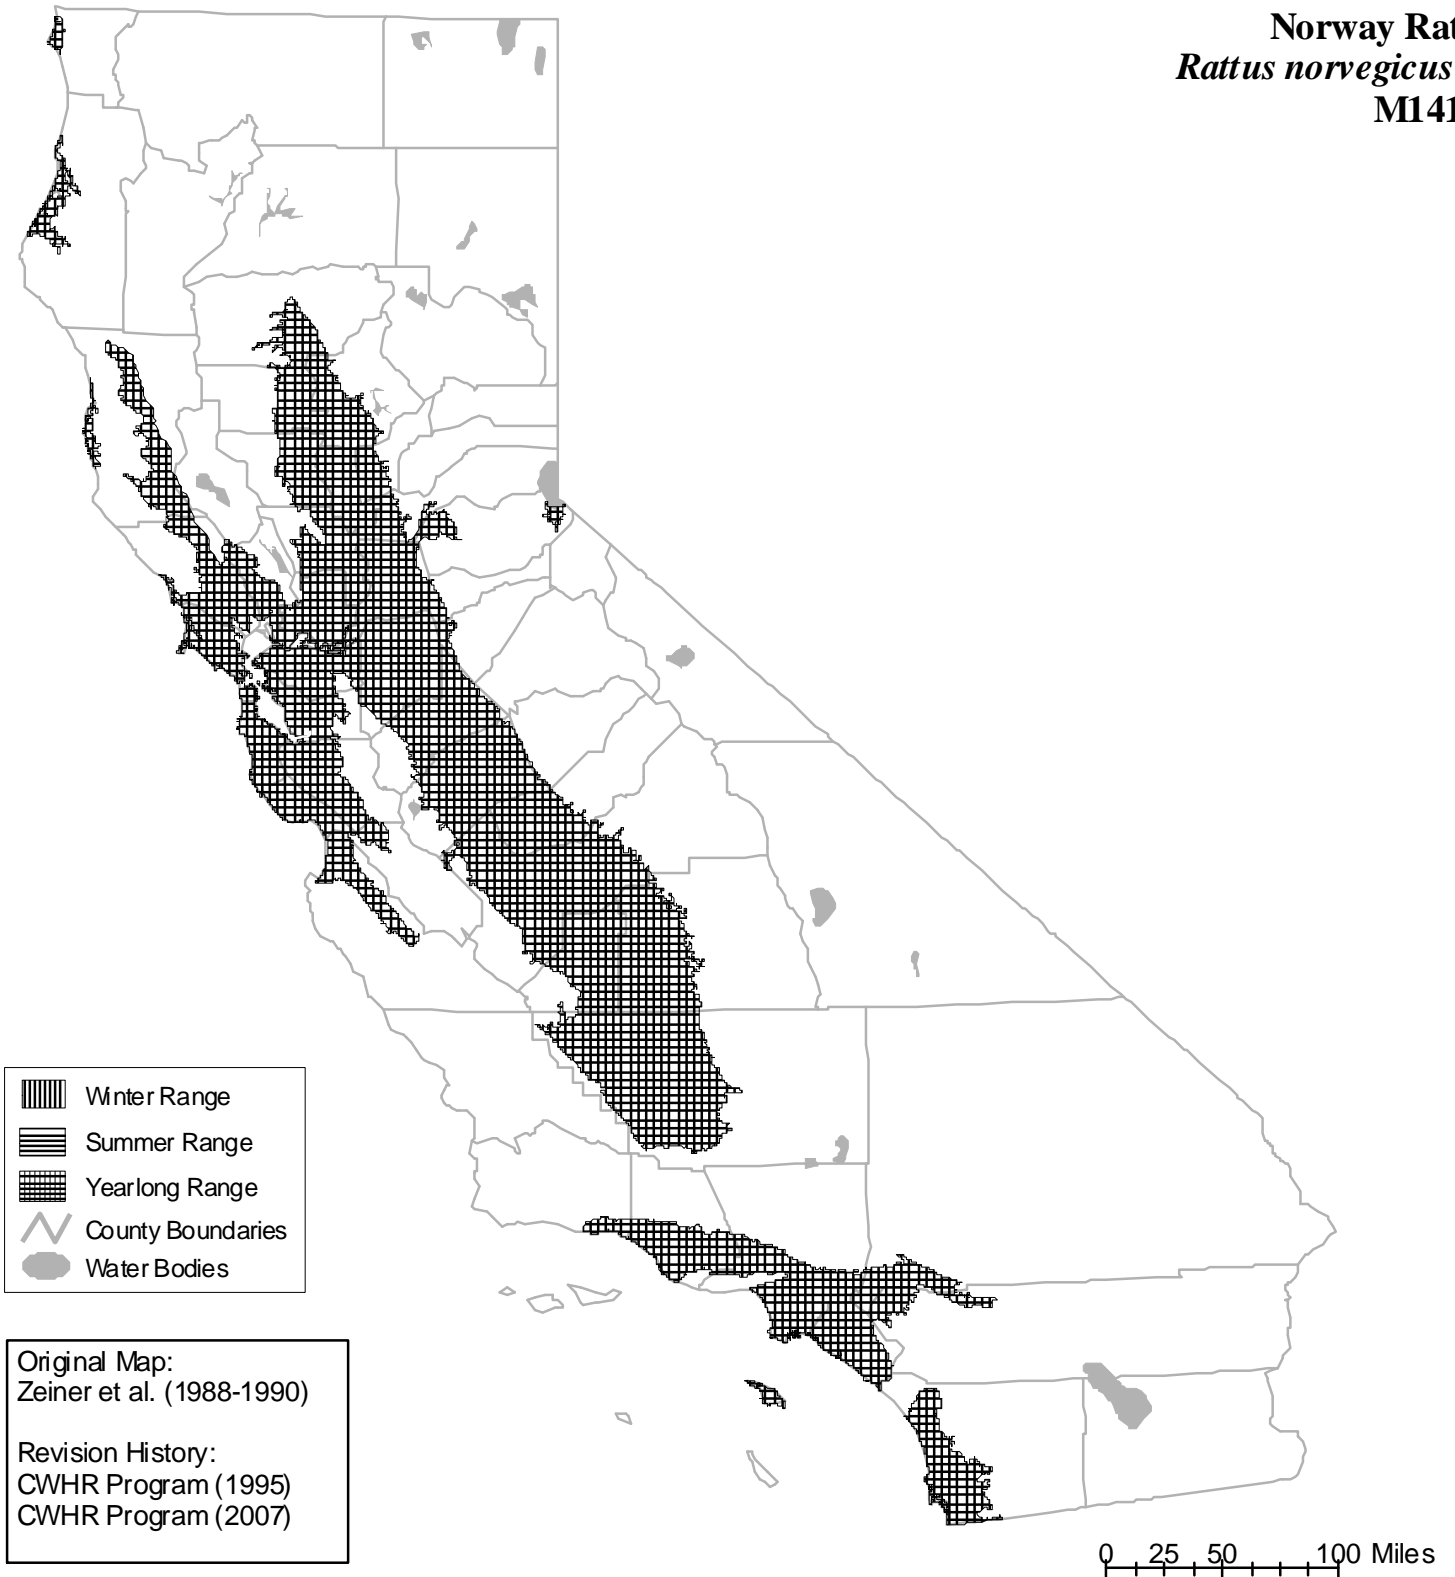 Norway Rat
Rattus norvegicus
M141
Winter Range
Summer Range
Yearlong Range
County Boundaries
Water Bodies
Original Map:
Zeiner et al. (1988-1990)
Revision History:
CWHR Program (1995)
CWHR Program (2007)
0 25 50 100 Miles